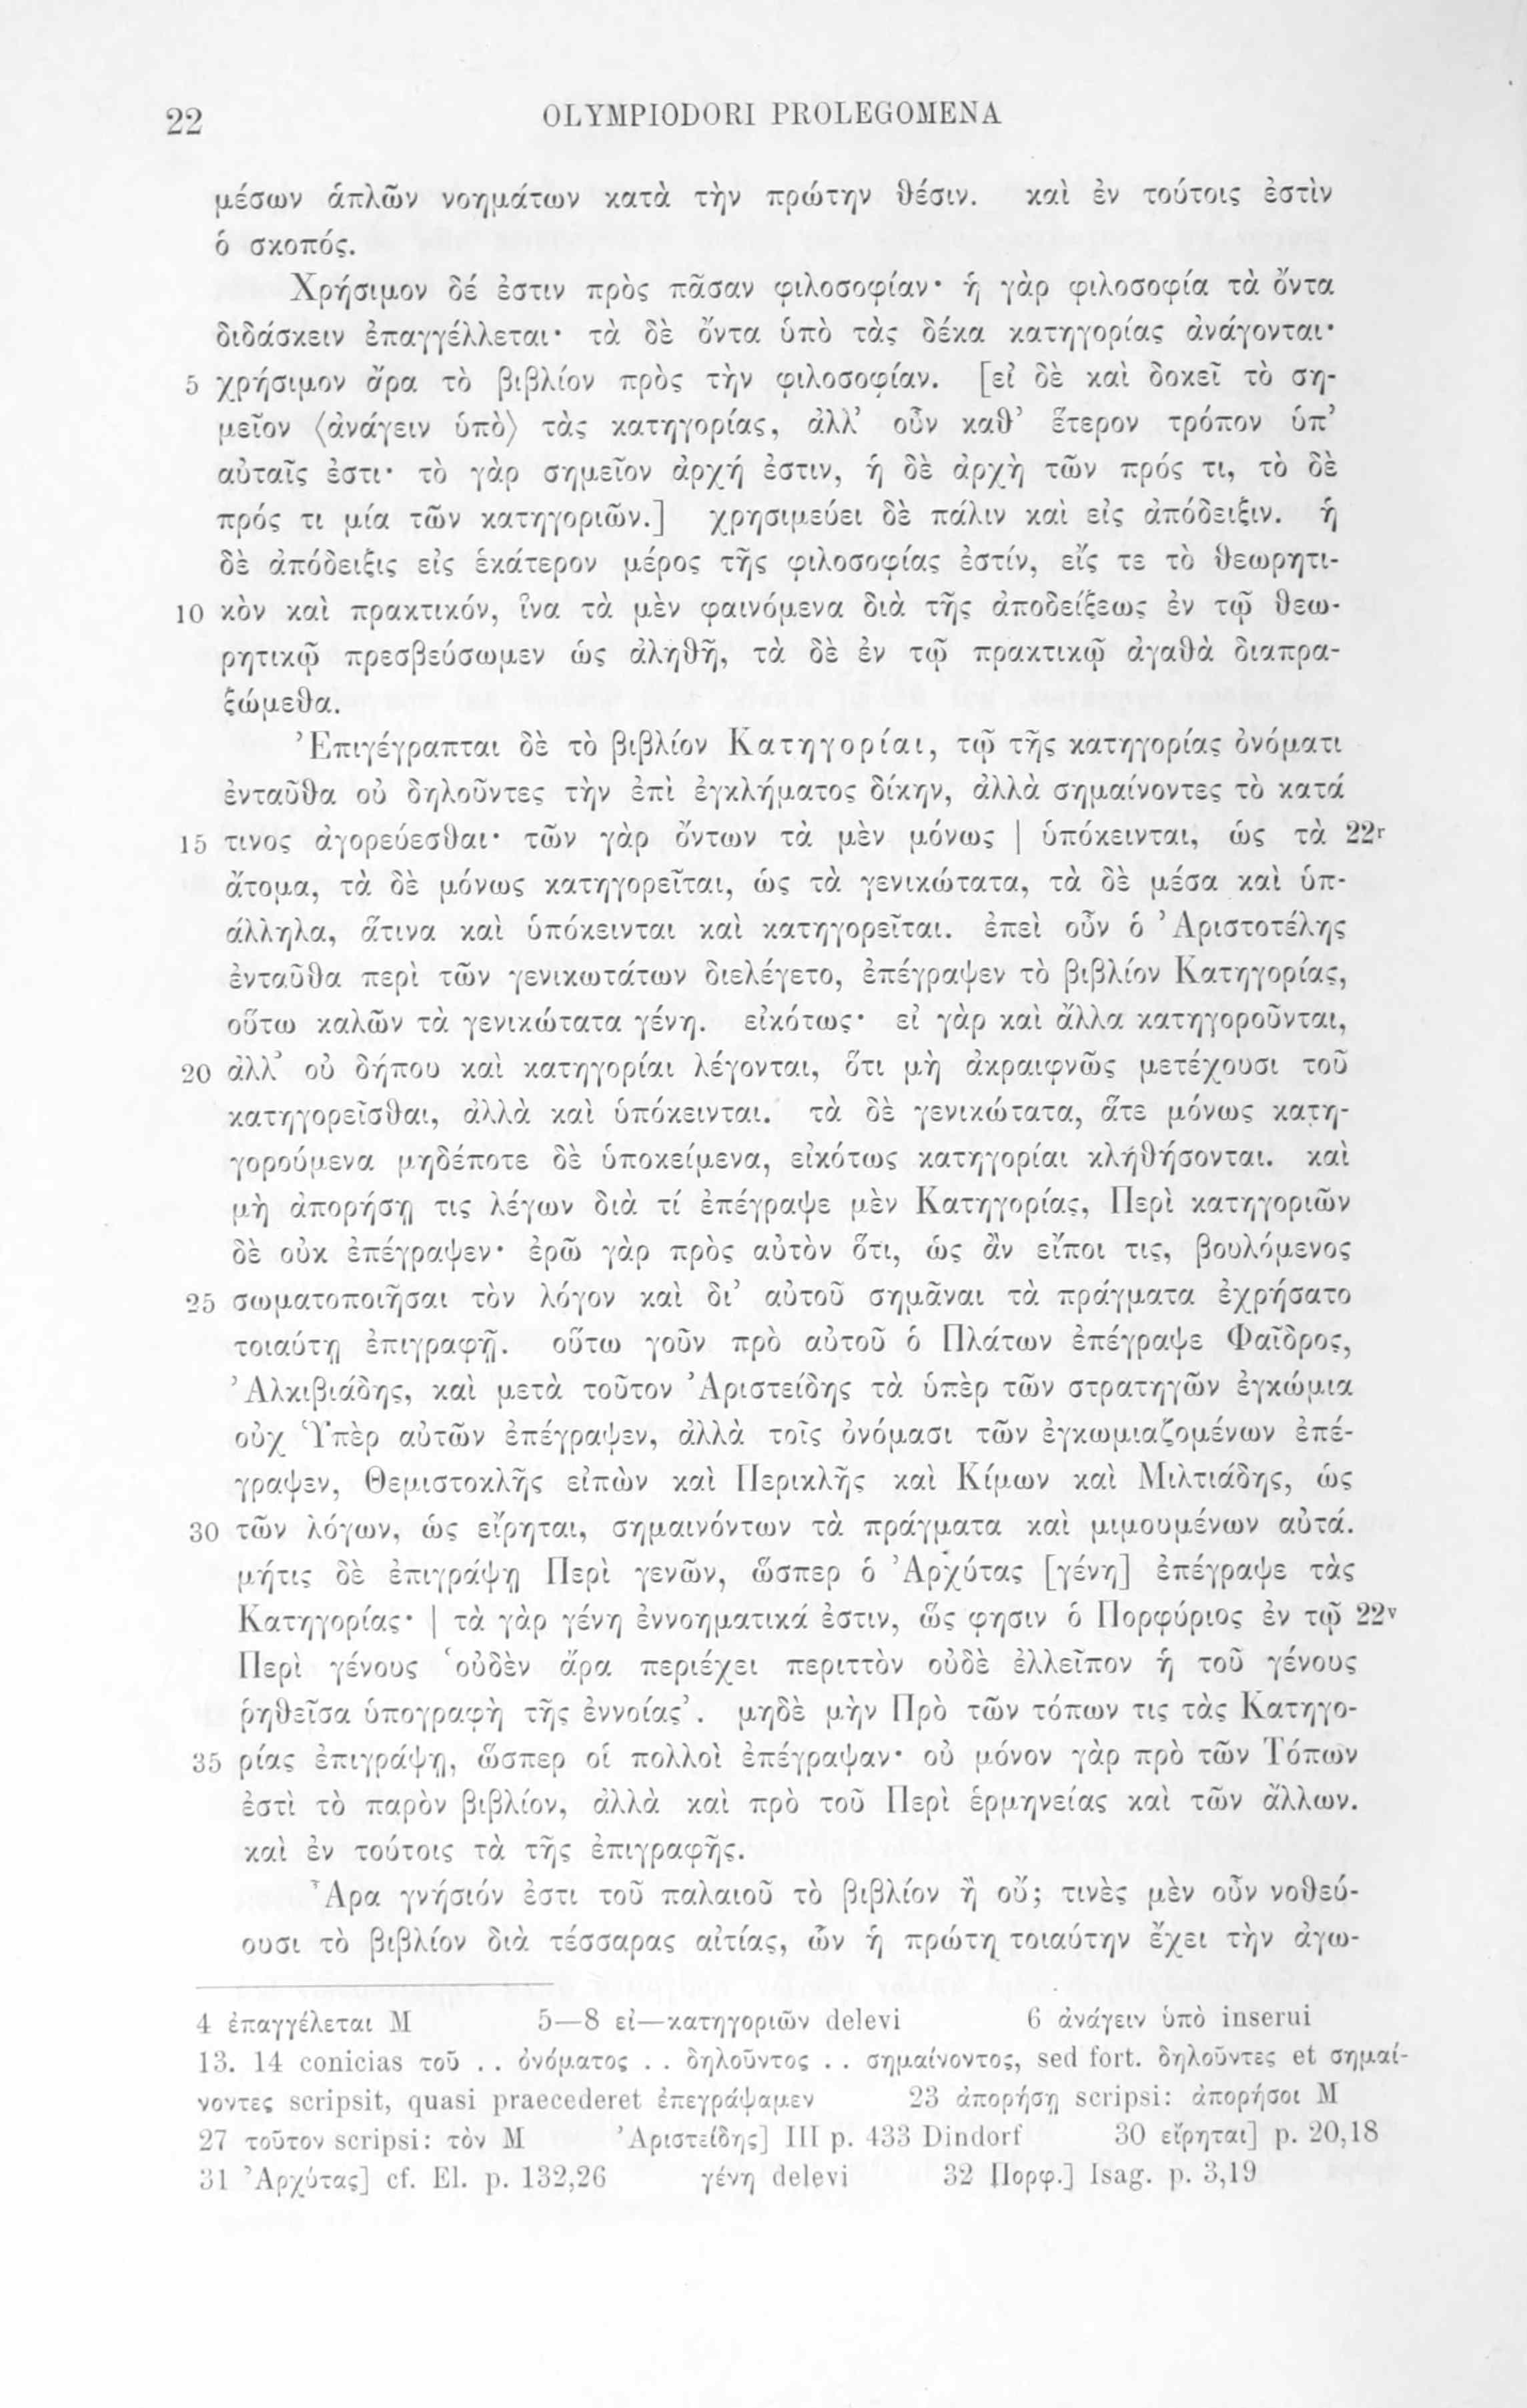 22 OLYMPIODORI PROLEGOMENA
μέσων ἁπλῶν νοημάτων κατὰ τὴν πρώτην θέσιν. καὶ ἐν τούτοις ἐστὶν
ὁ σκοπός.
Χρήσιμον δέ ἐστιν πρὸς πᾶσαν φιλοσοφίαν· ἡ γὰρ φιλοσοφία τὰ ὄντα
διδάσκειν ἐπαγγέλλεται· τὰ δὲ ὄντα ὑπὸ τὰς δέκα κατηγορίας ἀνάγονται·
5 χρήσιμον ἄρα τὸ βιβλίον πρὸς τὴν φιλοσοφίαν. [εἰ δὲ καὶ δοκεῖ τὸ ση-
μεῖον ⟨ἀνάγειν ὑπὸ⟩ τὰς κατηγορίας, ἀλλ’ οὖν καθ’ ἕτερον τρόπον ὑπ’
αὐταῖς ἐστι· τὸ γὰρ σημεῖον ἀρχή ἐστιν, ἡ δὲ ἀρχὴ τῶν πρός τι, τὸ δὲ
πρός τι μία τῶν κατηγοριῶν.] χρησιμεύει δὲ πάλιν καὶ εἰς ἀπόδειξιν. ἡ
δὲ ἀπόδειξις εἰς ἑκάτερον μέρος τῆς φιλοσοφίας ἐστίν, εἴς τε τὸ θεωρητι-
10 κὸν καὶ πρακτικόν, ἵνα τὰ μὲν φαινόμενα διὰ τῆς ἀποδείξεως ἐν τῷ θεω-
ρητικῷ πρεσβεύσωμεν ὡς ἀληθῆ, τὰ δὲ ἐν τῷ πρακτικῷ ἀγαθὰ διαπρα-
ξώμεθα.
Ἐπιγέγραπται δὲ τὸ βιβλίον Κατηγορίαι, τῷ τῆς κατηγορίας ὀνόματι
ἐνταῦθα οὐ δηλοῦντες τὴν ἐπὶ ἐγκλήματος δίκην, ἀλλὰ σημαίνοντες τὸ κατά
15 τινος ἀγορεύεσθαι· τῶν γὰρ ὄντων τὰ μὲν μόνως | ὑπόκεινται, ὡς τὰ 22r
ἄτομα, τὰ δὲ μόνως κατηγορεῖται, ὡς τὰ γενικώτατα, τὰ δὲ μέσα καὶ ὑπ-
άλληλα, ἅτινα καὶ ὑπόκεινται καὶ κατηγορεῖται. ἐπεὶ οὖν ὁ Ἀριστοτέλης
ἐνταῦθα περὶ τῶν γενικωτάτων διελέγετο, ἐπέγραψεν τὸ βιβλίον Κατηγορίας,
οὕτω καλῶν τὰ γενικώτατα γένη. εἰκότως· εἰ γὰρ καὶ ἄλλα κατηγοροῦνται,
20 ἀλλ’ οὐ δήπου καὶ κατηγορίαι λέγονται, ὅτι μὴ ἀκραιφνῶς μετέχουσι τοῦ
κατηγορεῖσθαι, ἀλλὰ καὶ ὑπόκεινται. τὰ δὲ γενικώτατα, ἅτε μόνως κατη-
γορούμενα μηδέποτε δὲ ὑποκείμενα, εἰκότως κατηγορίαι κληθήσονται. καὶ
μὴ ἀπορήσῃ τις λέγων διὰ τί ἐπέγραψε μὲν Κατηγορίας, Περὶ κατηγοριῶν
δὲ οὐκ ἐπέγραψεν· ἐρῶ γὰρ πρὸς αὐτὸν ὅτι, ὡς ἂν εἴποι τις, βουλόμενος
25 σωματοποιῆσαι τὸν λόγον καὶ δι’ αὐτοῦ σημᾶναι τὰ πράγματα ἐχρήσατο
τοιαύτῃ ἐπιγραφῇ. οὕτω γοῦν πρὸ αὐτοῦ ὁ Πλάτων ἐπέγραψε Φαῖδρος,
Ἀλκιβιάδης, καὶ μετὰ τοῦτον Ἀριστείδης τὰ ὑπὲρ τῶν στρατηγῶν ἐγκώμια
οὐχ Ὑπὲρ αὐτῶν ἐπέγραψεν, ἀλλὰ τοῖς ὀνόμασι τῶν ἐγκωμιαζομένων ἐπέ-
γραψεν, Θεμιστοκλῆς εἰπὼν καὶ Περικλῆς καὶ Κίμων καὶ Μιλτιάδης, ὡς
30 τῶν λόγων, ὡς εἴρηται, σημαινόντων τὰ πράγματα καὶ μιμουμένων αὐτά.
μήτις δὲ ἐπιγράψῃ Περὶ γενῶν, ὥσπερ ὁ Ἀρχύτας [γένη] ἐπέγραψε τὰς
Κατηγορίας· | τὰ γὰρ γένη ἐννοηματικά ἐστιν, ὥς φησιν ὁ Πορφύριος ἐν τῷ 22v
Περὶ γένους ‘οὐδὲν ἄρα περιέχει περιττὸν οὐδὲ ἐλλεῖπον ἡ τοῦ γένους
ῥηθεῖσα ὑπογραφὴ τῆς ἐννοίας’. μηδὲ μὴν Πρὸ τῶν τόπων τις τὰς Κατηγο-
35 ρίας ἐπιγράψῃ, ὥσπερ οἱ πολλοὶ ἐπέγραψαν· οὐ μόνον γὰρ πρὸ τῶν Τόπων
ἐστὶ τὸ παρὸν βιβλίον, ἀλλὰ καὶ πρὸ τοῦ Περὶ ἑρμηνείας καὶ τῶν ἄλλων.
καὶ ἐν τούτοις τὰ τῆς ἐπιγραφῆς.
Ἆρα γνήσιόν ἐστι τοῦ παλαιοῦ τὸ βιβλίον ἢ οὔ; τινὲς μὲν οὖν νοθεύ-
ουσι τὸ βιβλίον διὰ τέσσαρας αἰτίας, ὧν ἡ πρώτη τοιαύτην ἔχει τὴν ἀγω-
4 ἐπαγγέλεται M 5—8 εἰ—κατηγοριῶν delevi 6 ἀνάγειν ὑπὸ inserui
13. 14 conicias τοῦ . . ὀνόματος . . δηλοῦντος . . σημαίνοντος, sed fort. δηλοῦντες et σημαί-
νοντες scripsit, quasi praecederet ἐπεγράψαμεν 23 ἀπορήσῃ scripsi: ἀπορήσοι M
27 τοῦτον scripsi: τὸν M Ἀριστείδης] III p. 433 Dindorf 30 εἴρηται] p. 20,18
31 Ἀρχύτας] cf. El. p. 132,26 γένη delevi 32 Πορφ.] Isag. p. 3,19